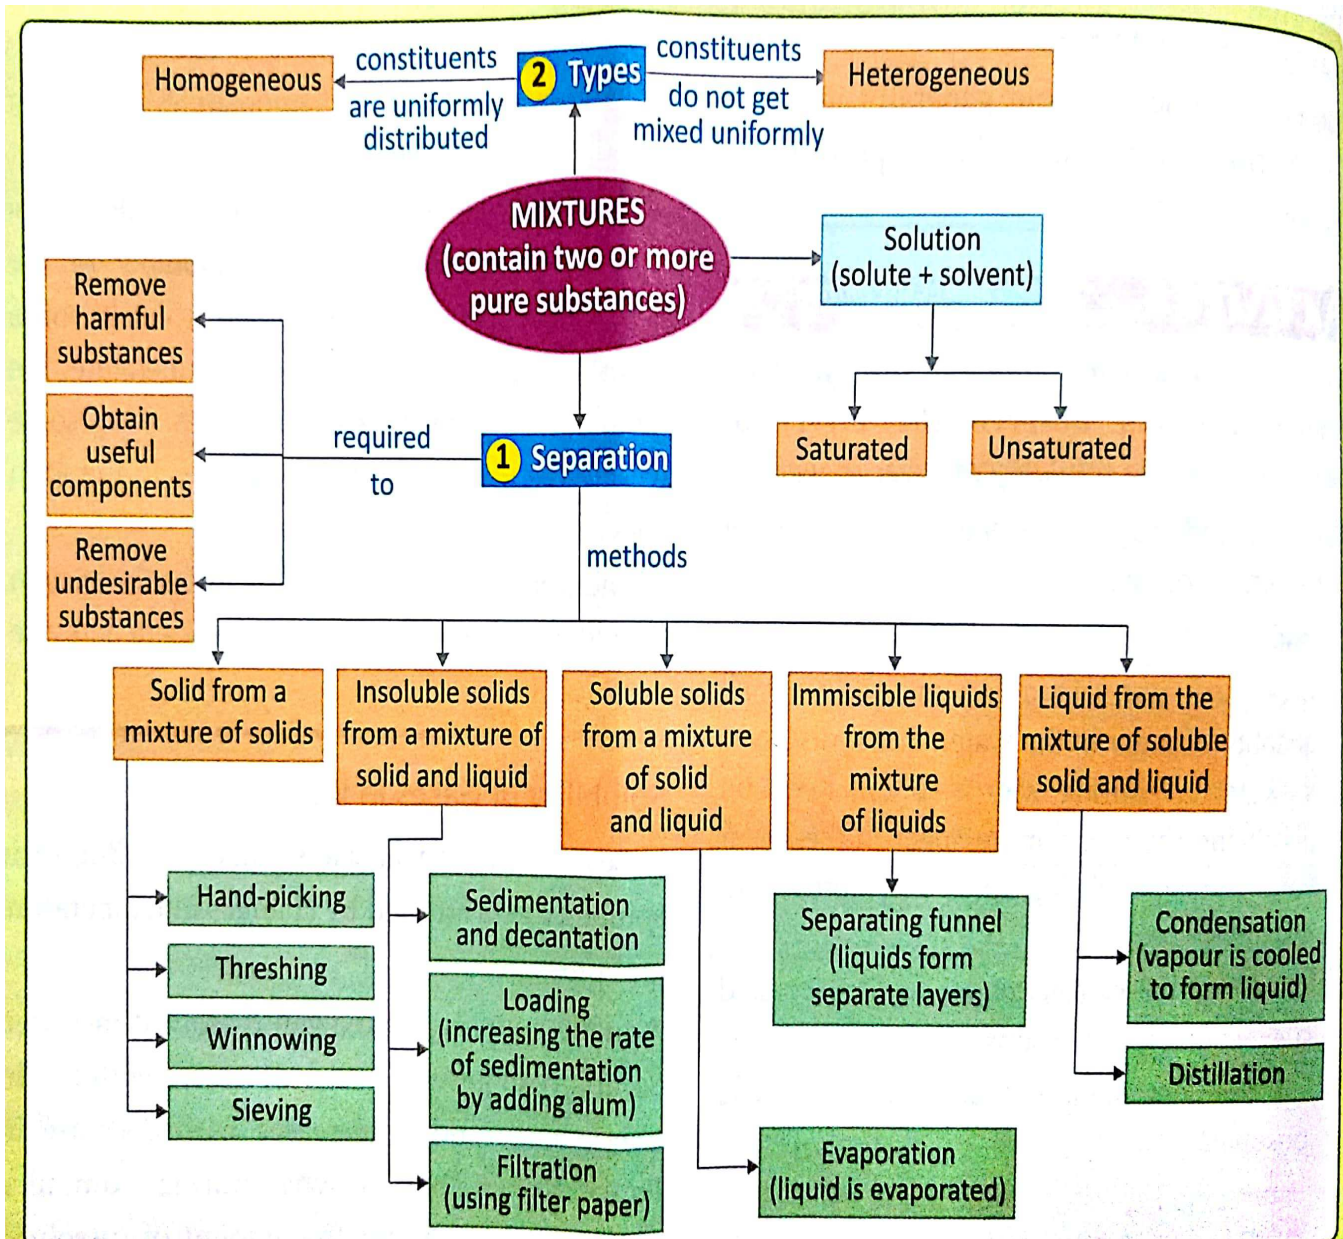 Homogeneous
constituents
are uniformly
distributed
2 Types
constituents
do not get
mixed uniformly
Heterogeneous
MIXTURES
(contain two or more
pure substances)
Solution
(solute + solvent)
Saturated
Unsaturated
Remove
harmful
substances
Obtain
useful
components
Remove
undesirable
substances
required
to
1 Separation
methods
Solid from a
mixture of solids
Insoluble solids
from a mixture of
solid and liquid
Soluble solids
from a mixture
of solid
and liquid
Immiscible liquids
from the
mixture
of liquids
Liquid from the
mixture of soluble
solid and liquid
Hand-picking
Threshing
Winnowing
Sieving
Sedimentation
and decantation
Loading
(increasing the rate
of sedimentation
by adding alum)
Filtration
(using filter paper)
Evaporation
(liquid is evaporated)
Separating funnel
(liquids form
separate layers)
Condensation
(vapour is cooled
to form liquid)
Distillation